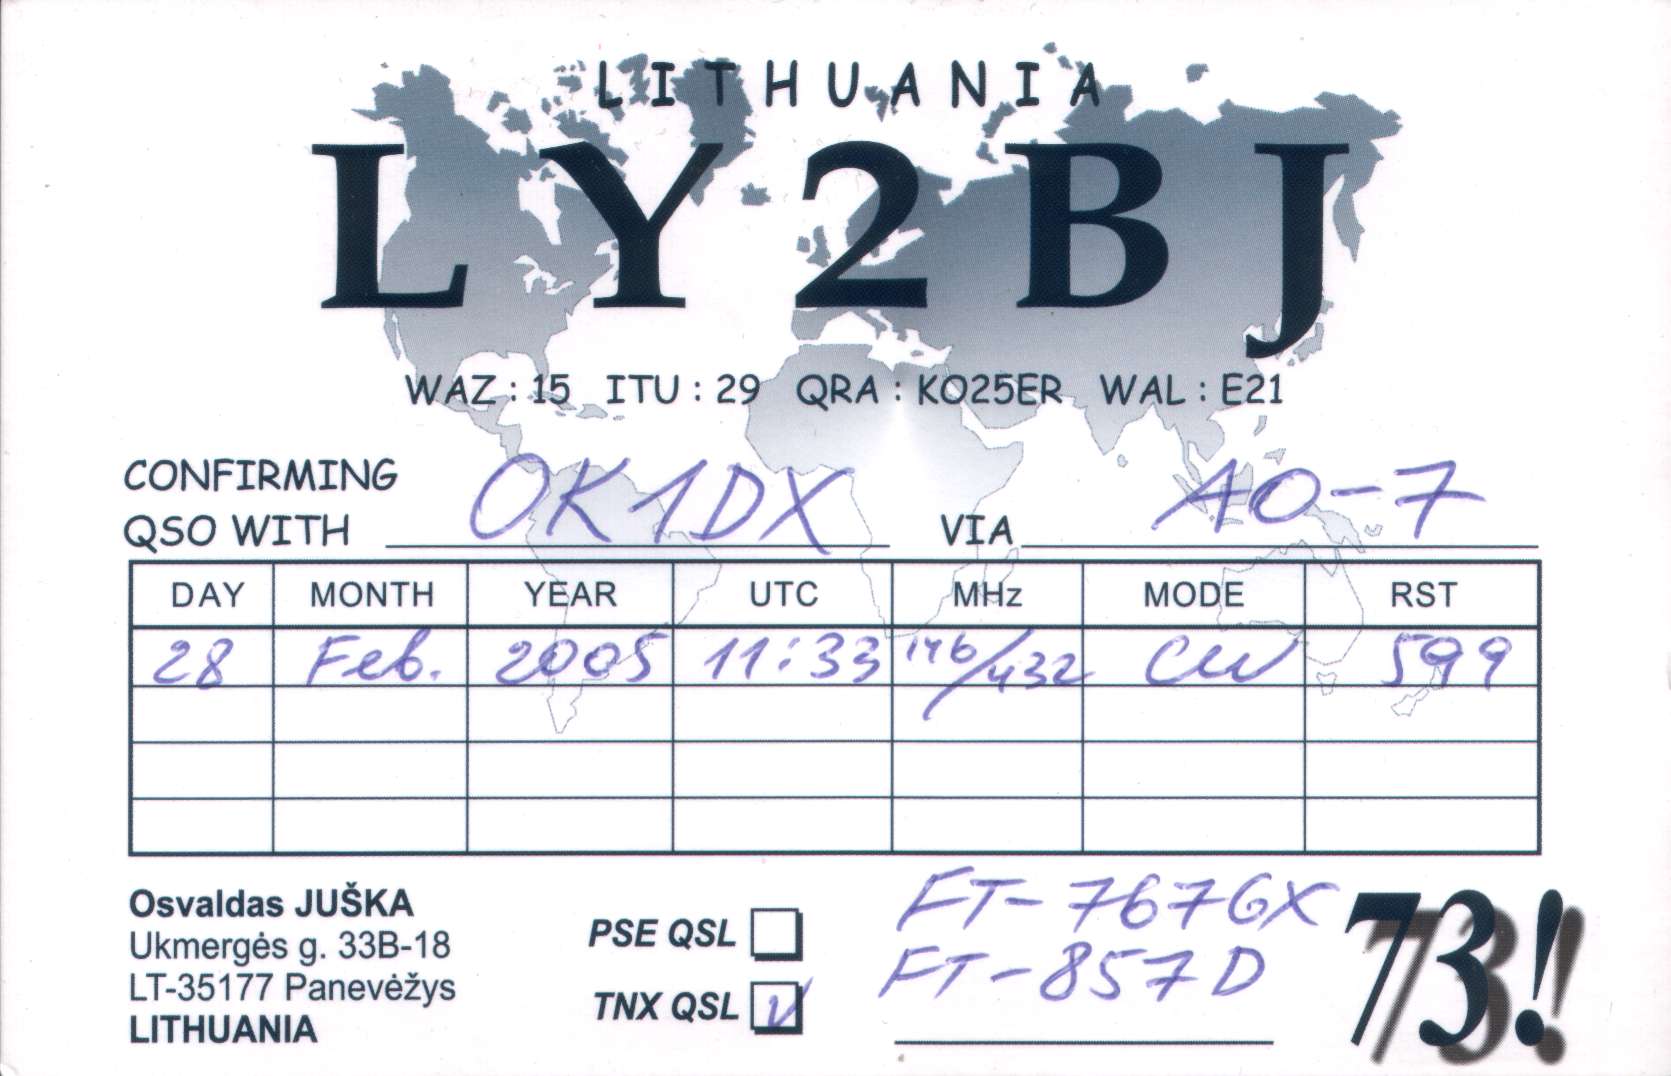 LITHUANIA
LY2BJ
WAZ : 15 ITU : 29 QRA : KO25ER WAL : E21
CONFIRMING
QSO WITH OK1DX VIA AO-7
DAY MONTH YEAR UTC MHz MODE RST
28 Feb. 2005 11:33 146/432 CW 599
Osvaldas JUŠKA
Ukmergės g. 33B-18
LT-35177 Panevėžys
LITHUANIA
PSE QSL
TNX QSL V
FT-767GX
FT-857D
73!